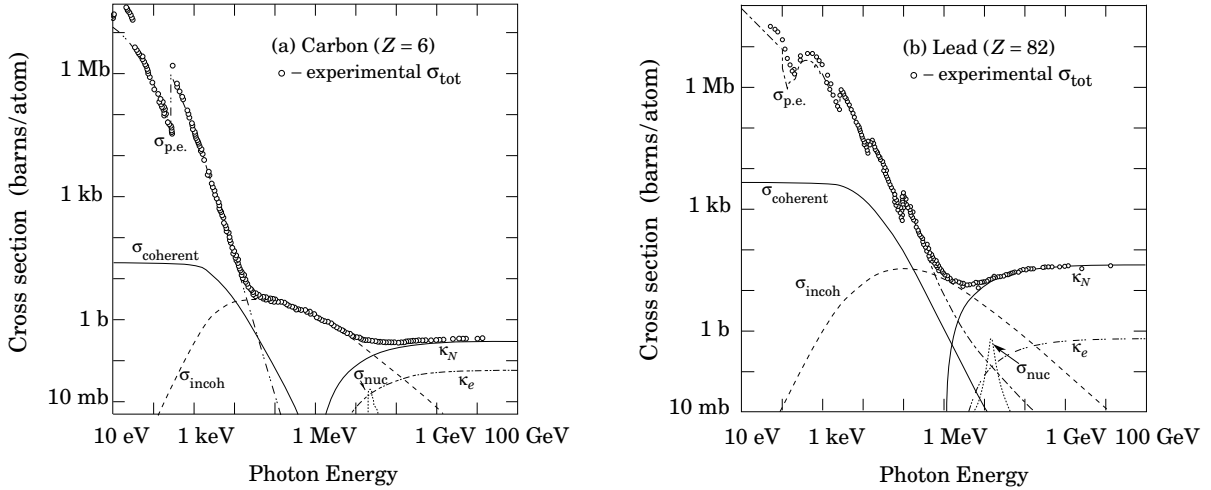 (a) Carbon (Z = 6)
– experimental σtot
1 Mb
1 kb
1 b
10 mb
Cross section (barns/atom)
σp.e.
σcoherent
σincoh
σnuc
κN
κe
10 eV 1 keV 1 MeV 1 GeV 100 GeV
Photon Energy
(b) Lead (Z = 82)
– experimental σtot
1 Mb
1 kb
1 b
10 mb
Cross section (barns/atom)
σp.e.
σcoherent
σincoh
σnuc
κN
κe
10 eV 1 keV 1 MeV 1 GeV 100 GeV
Photon Energy